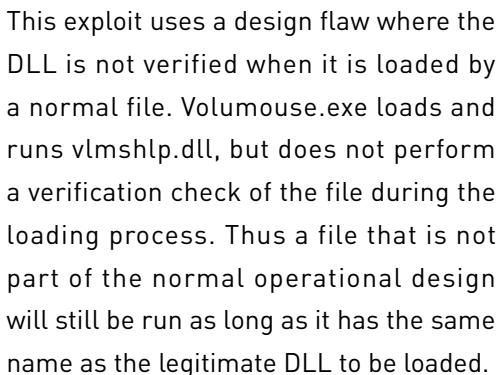 This exploit uses a design flaw where the
DLL is not verified when it is loaded by
a normal file. Volumouse.exe loads and
runs vlmshlp.dll, but does not perform
a verification check of the file during the
loading process. Thus a file that is not
part of the normal operational design
will still be run as long as it has the same
name as the legitimate DLL to be loaded.